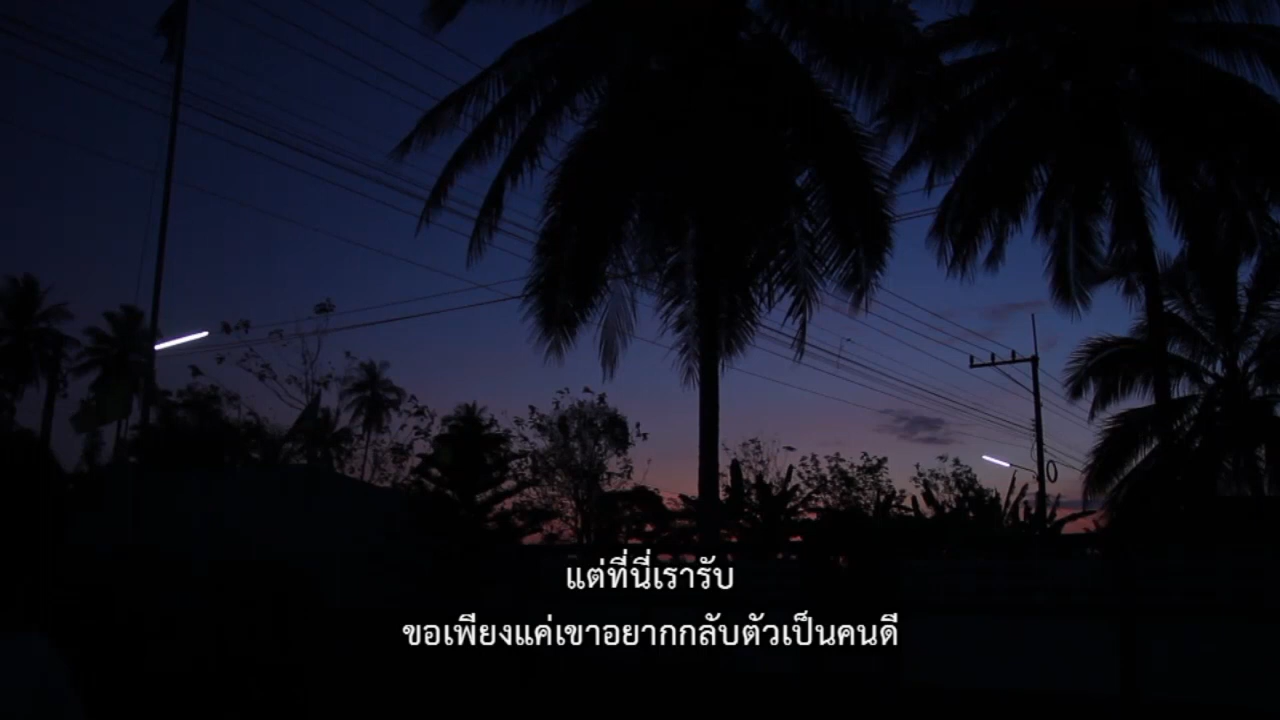 แต่ที่นี่เรารับ
ขอเพียงแค่เขาอยากกลับตัวเป็นคนดี